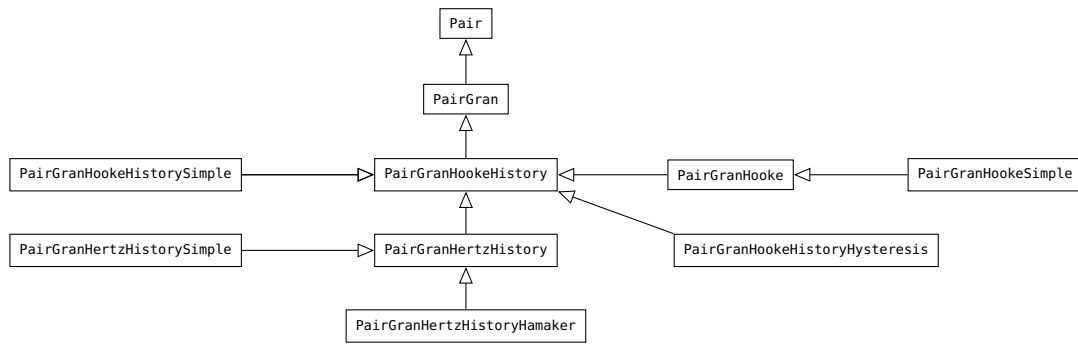 Pair
PairGran
PairGranHookeHistorySimple
PairGranHookeHistory
PairGranHooke
PairGranHookeSimple
PairGranHertzHistorySimple
PairGranHertzHistory
PairGranHookeHistoryHysteresis
PairGranHertzHistoryHamaker